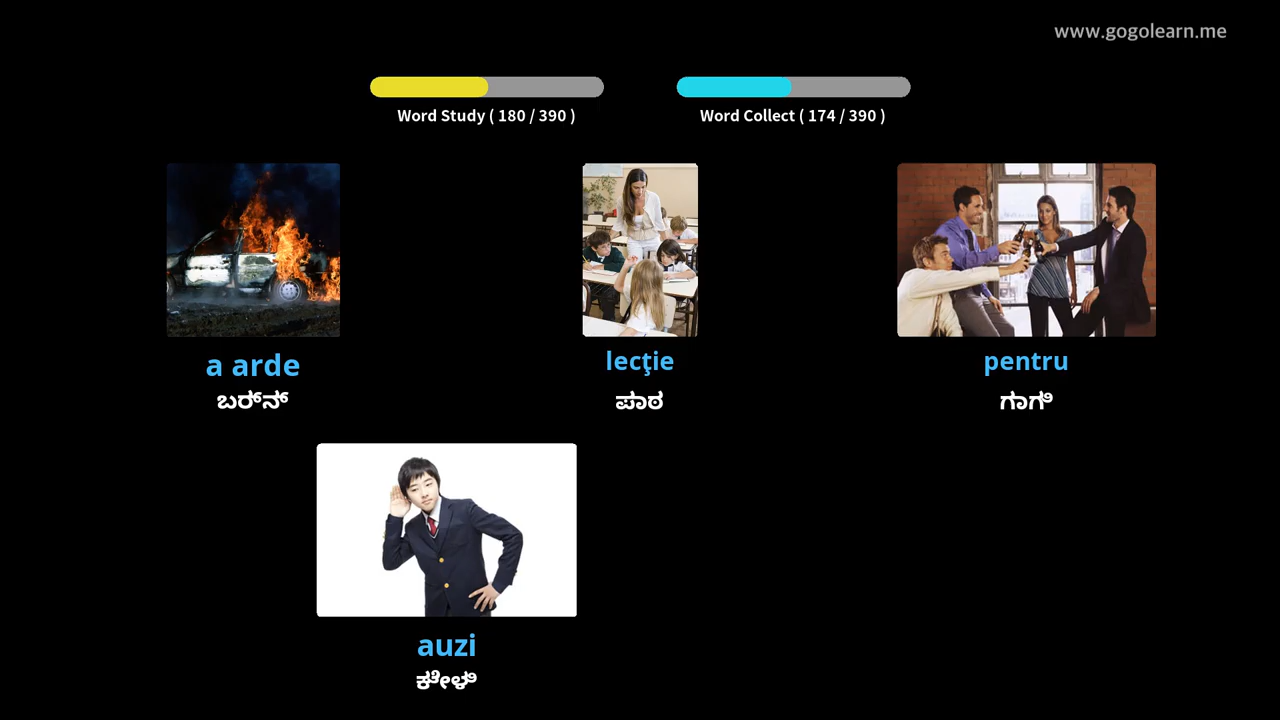 www.gogolearn.me
Word Study ( 180 / 390 )
Word Collect ( 174 / 390 )
a arde
ಬರ್ನ್
lecţie
ಪಾಠ
pentru
ಗಾಗಿ
auzi
ಕೇಳಿ